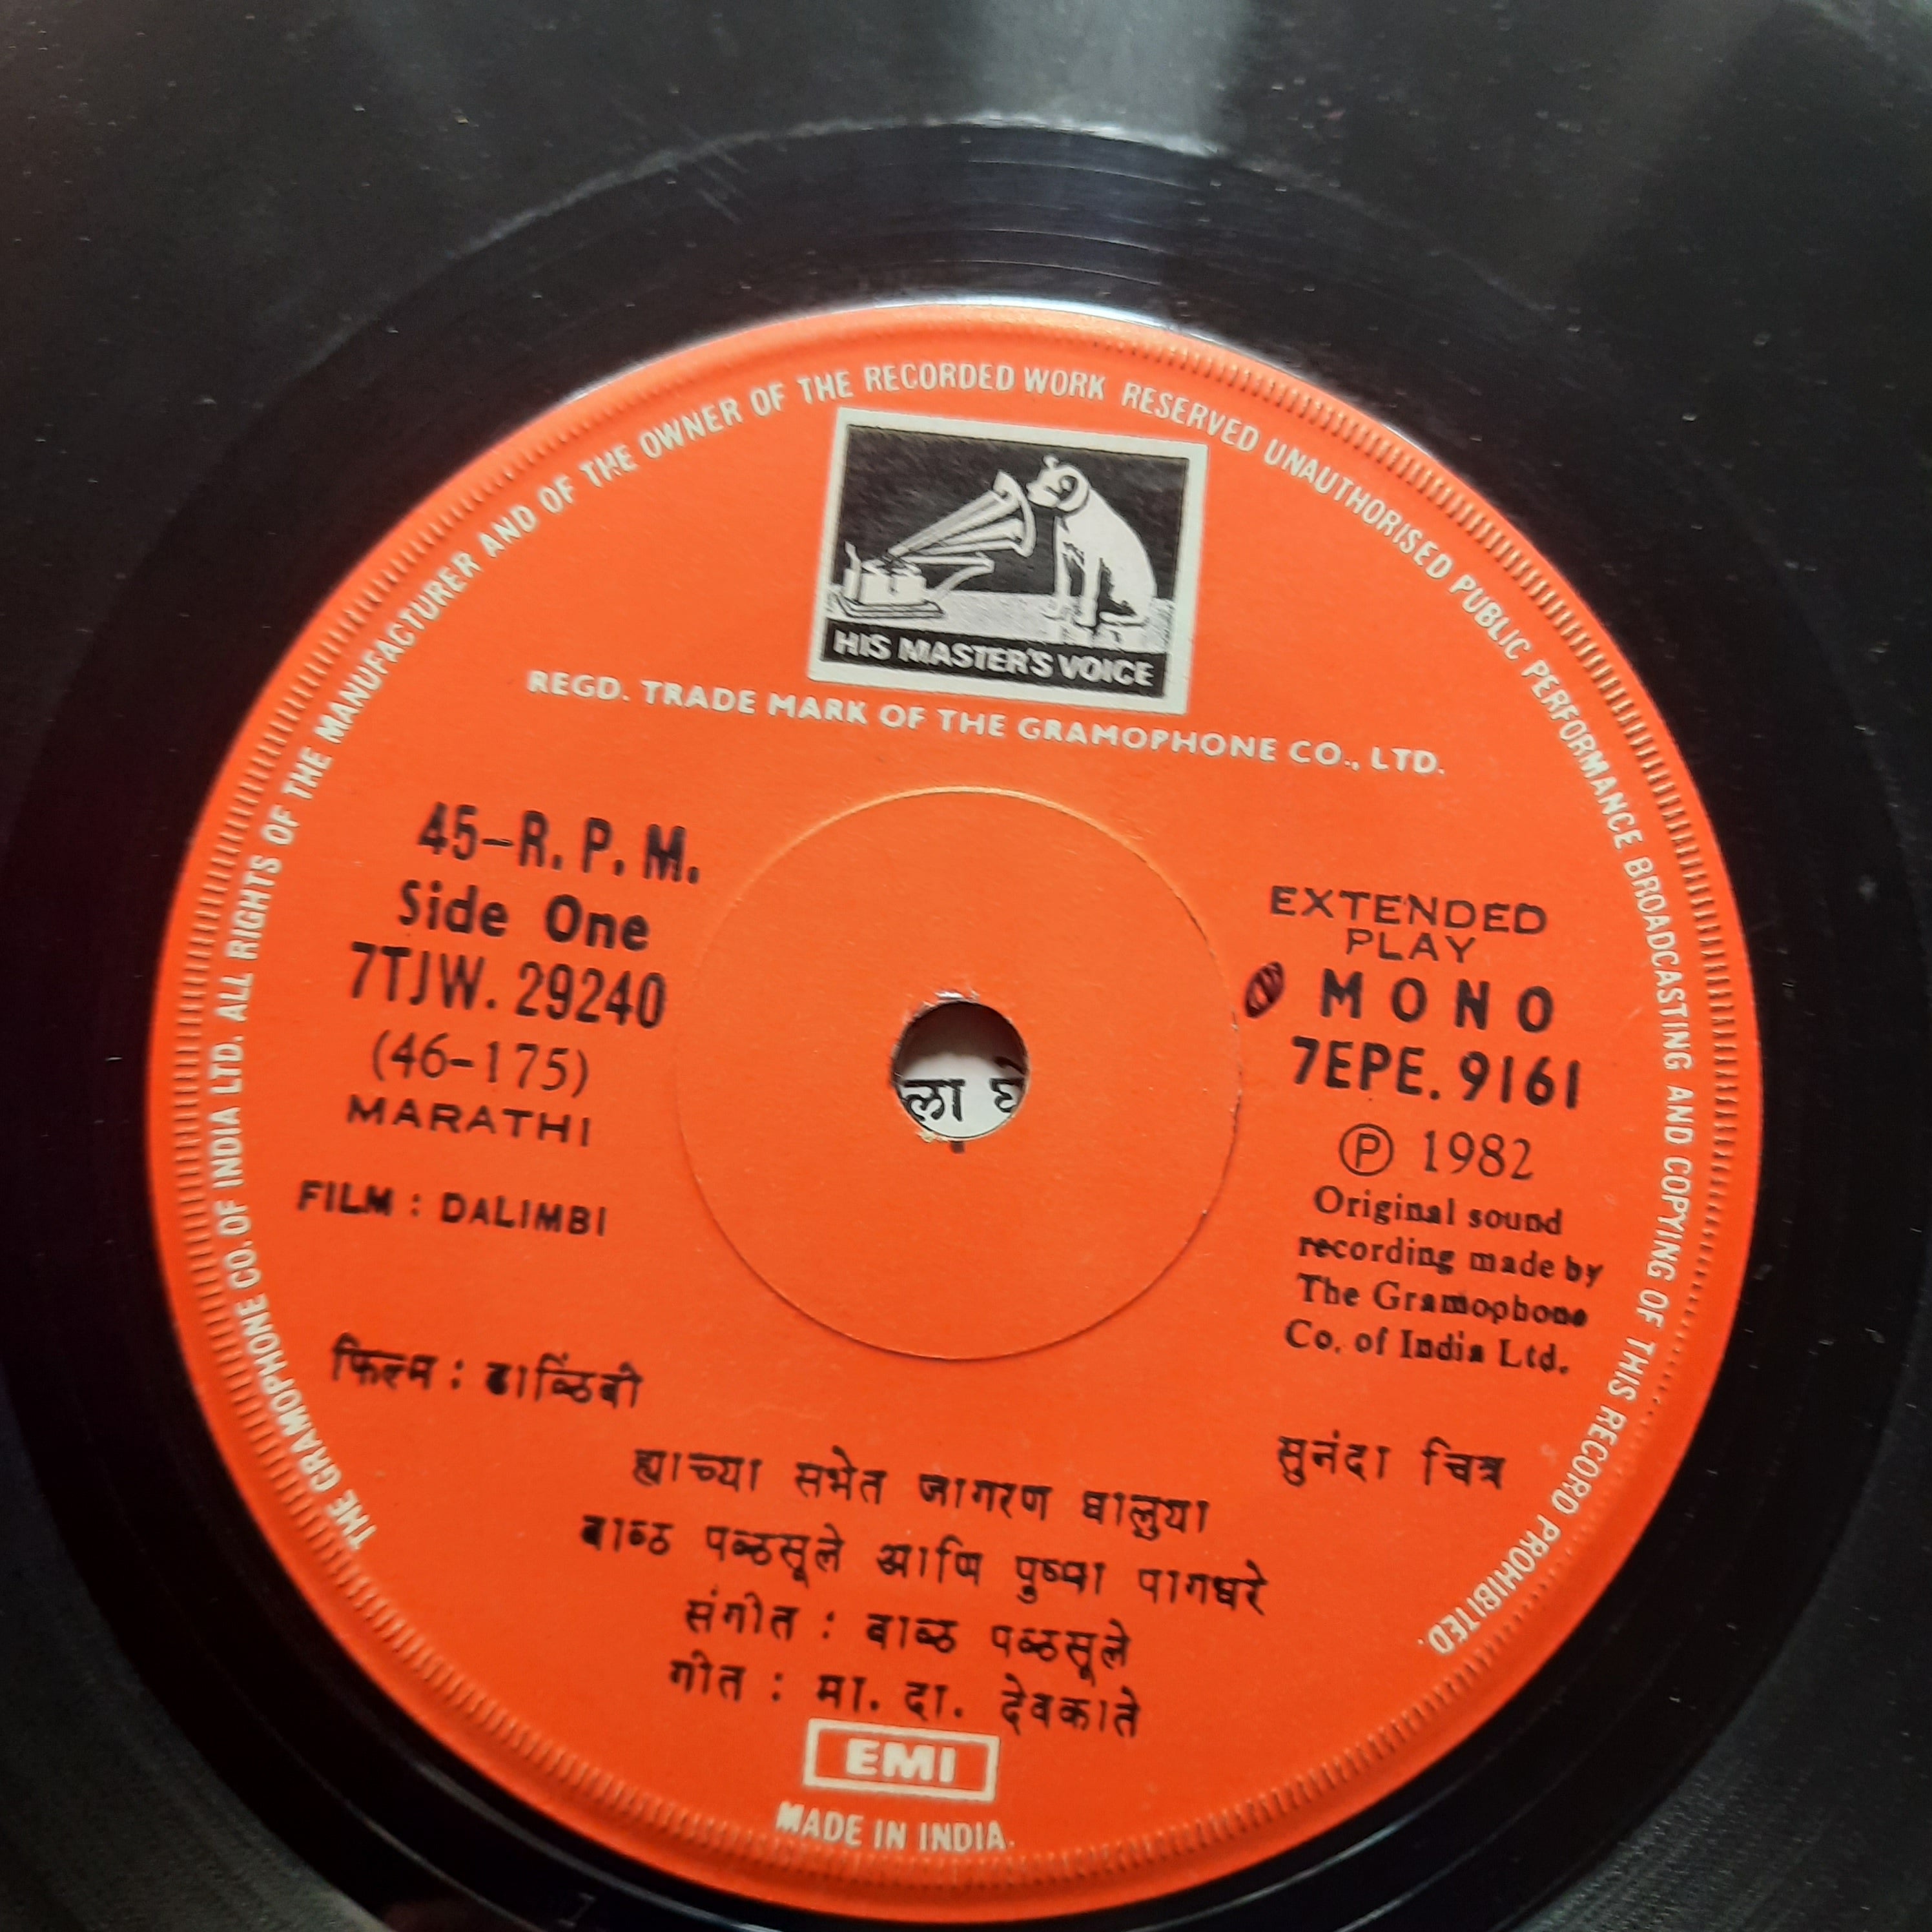 THE GRAMOPHONE CO. OF INDIA LTD. ALL RIGHTS OF THE MANUFACTURER AND OF THE OWNER OF THE RECORDED WORK RESERVED UNAUTHORISED PUBLIC PERFORMANCE BROADCASTING AND COPYING OF THIS RECORD PROHIBITED.
HIS MASTER'S VOICE
REGD. TRADE MARK OF THE GRAMOPHONE CO., LTD.
45-R. P. M.
Side One
7TJW. 29240
(46-175)
MARATHI
FILM : DALIMBI
EXTENDED
PLAY
MONO
7EPE. 9161
Ⓟ 1982
Original sound
recording made by
The Gramophone
Co. of India Ltd.
ला घे
फिल्म : डाळिंबी
सुनंदा चित्र
ह्याच्या सभेत जागरण घालुया
बाळ पळसूले आणि पुष्पा पागधरे
संगीत : बाळ पळसूले
गीत : मा. दा. देवकाते
EMI
MADE IN INDIA.